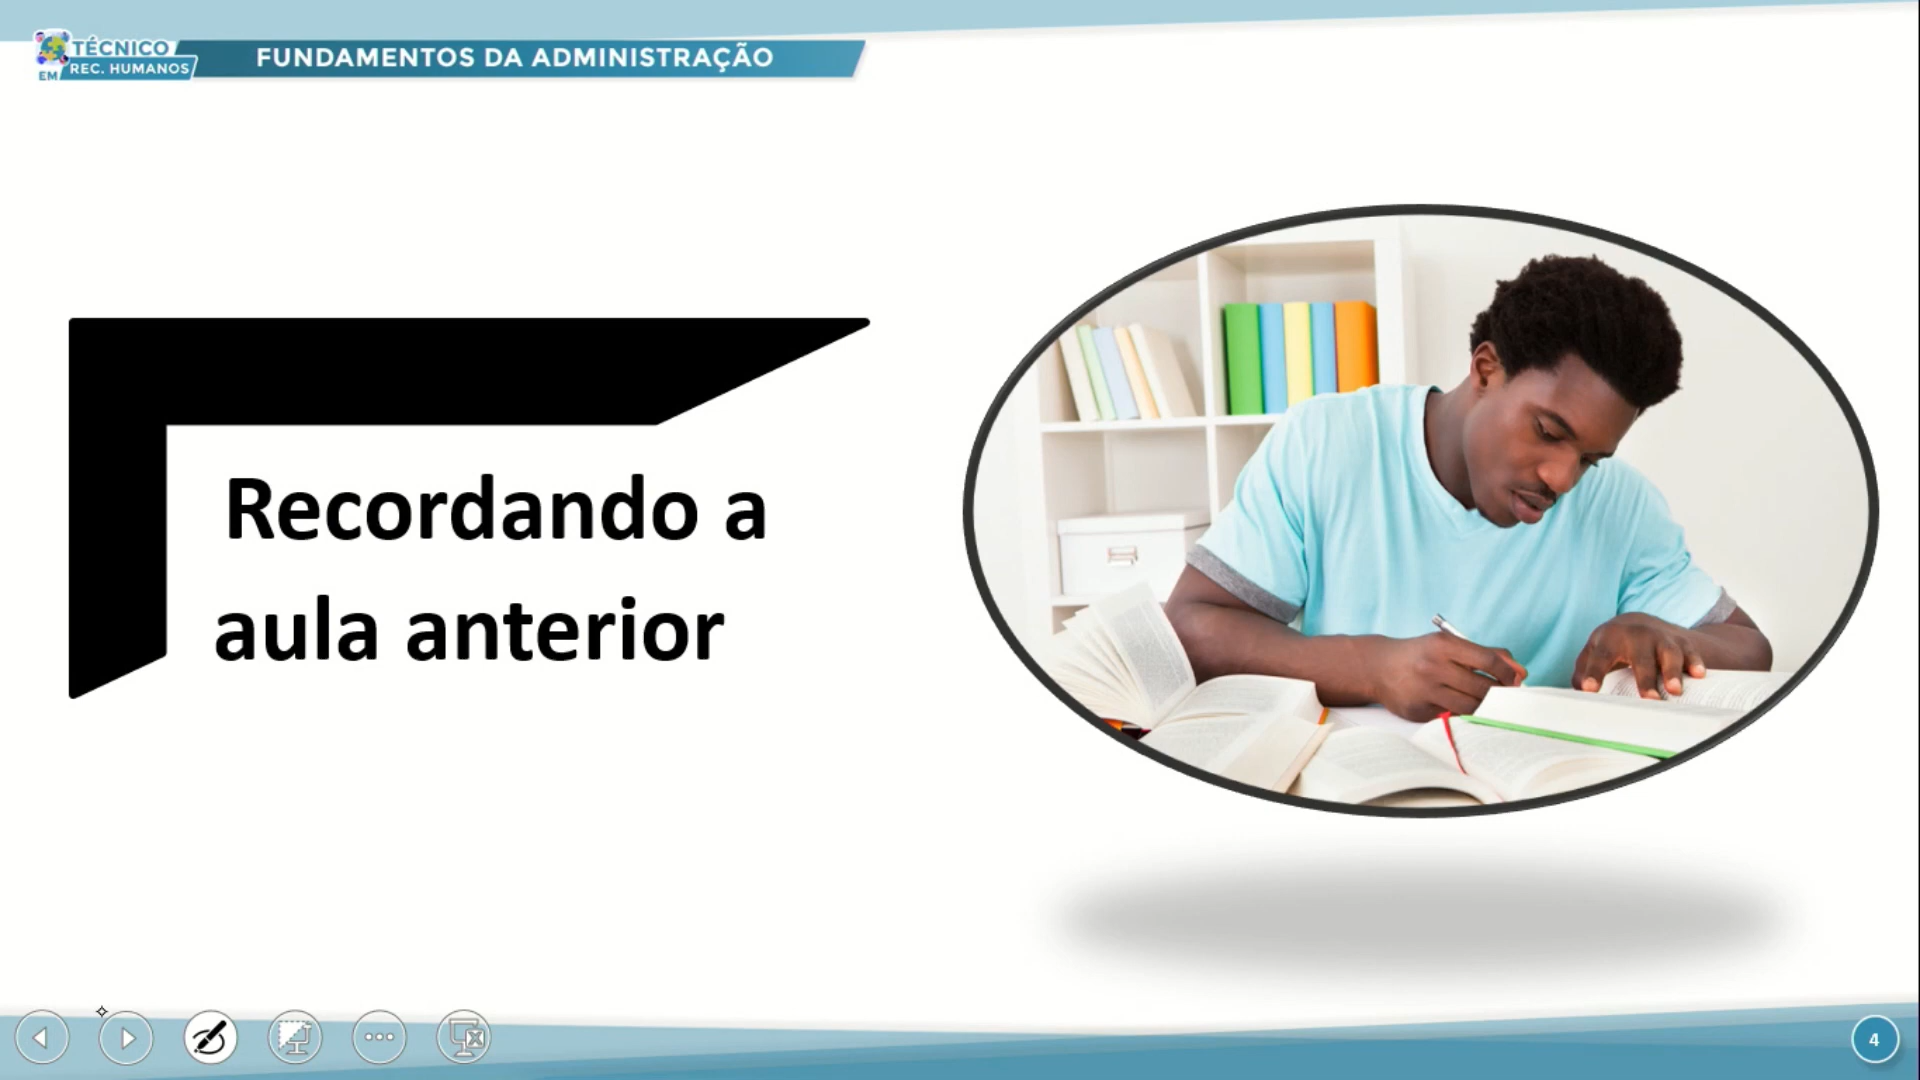 TÉCNICO
EM REC. HUMANOS
FUNDAMENTOS DA ADMINISTRAÇÃO
Recordando a
aula anterior
4